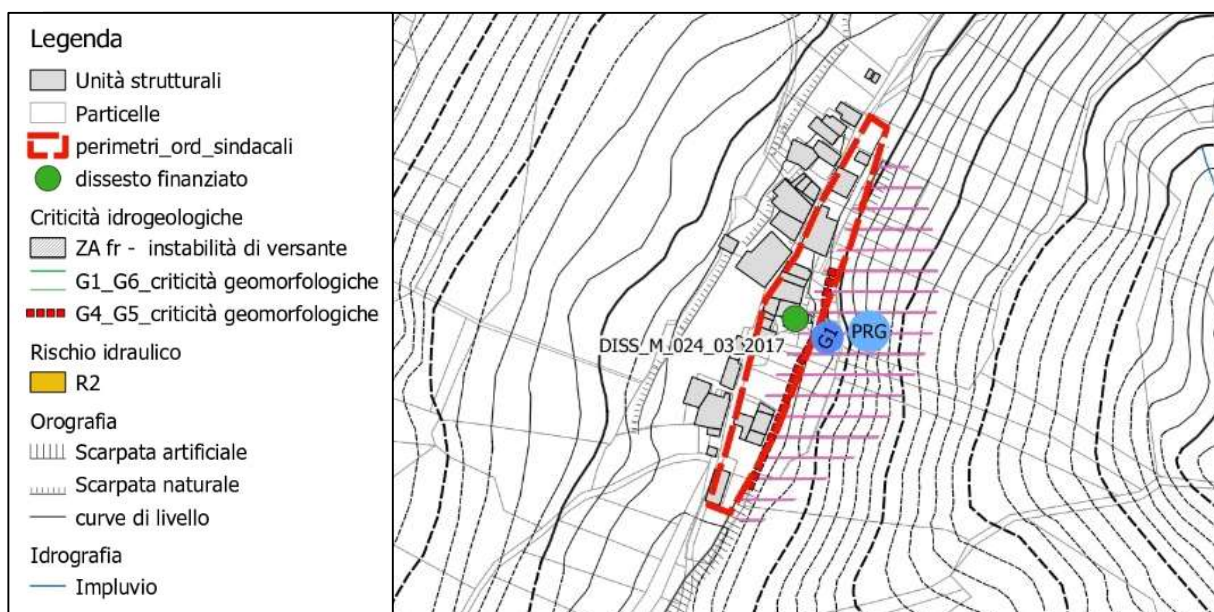 Legenda
Unità strutturali
Particelle
perimetri_ord_sindacali
dissesto finanziato
Criticità idrogeologiche
ZA fr - instabilità di versante
G1_G6_criticità geomorfologiche
G4_G5_criticità geomorfologiche
Rischio idraulico
R2
Orografia
Scarpata artificiale
Scarpata naturale
curve di livello
Idrografia
Impluvio
DISS_M_024_03_2017
G1
PRG